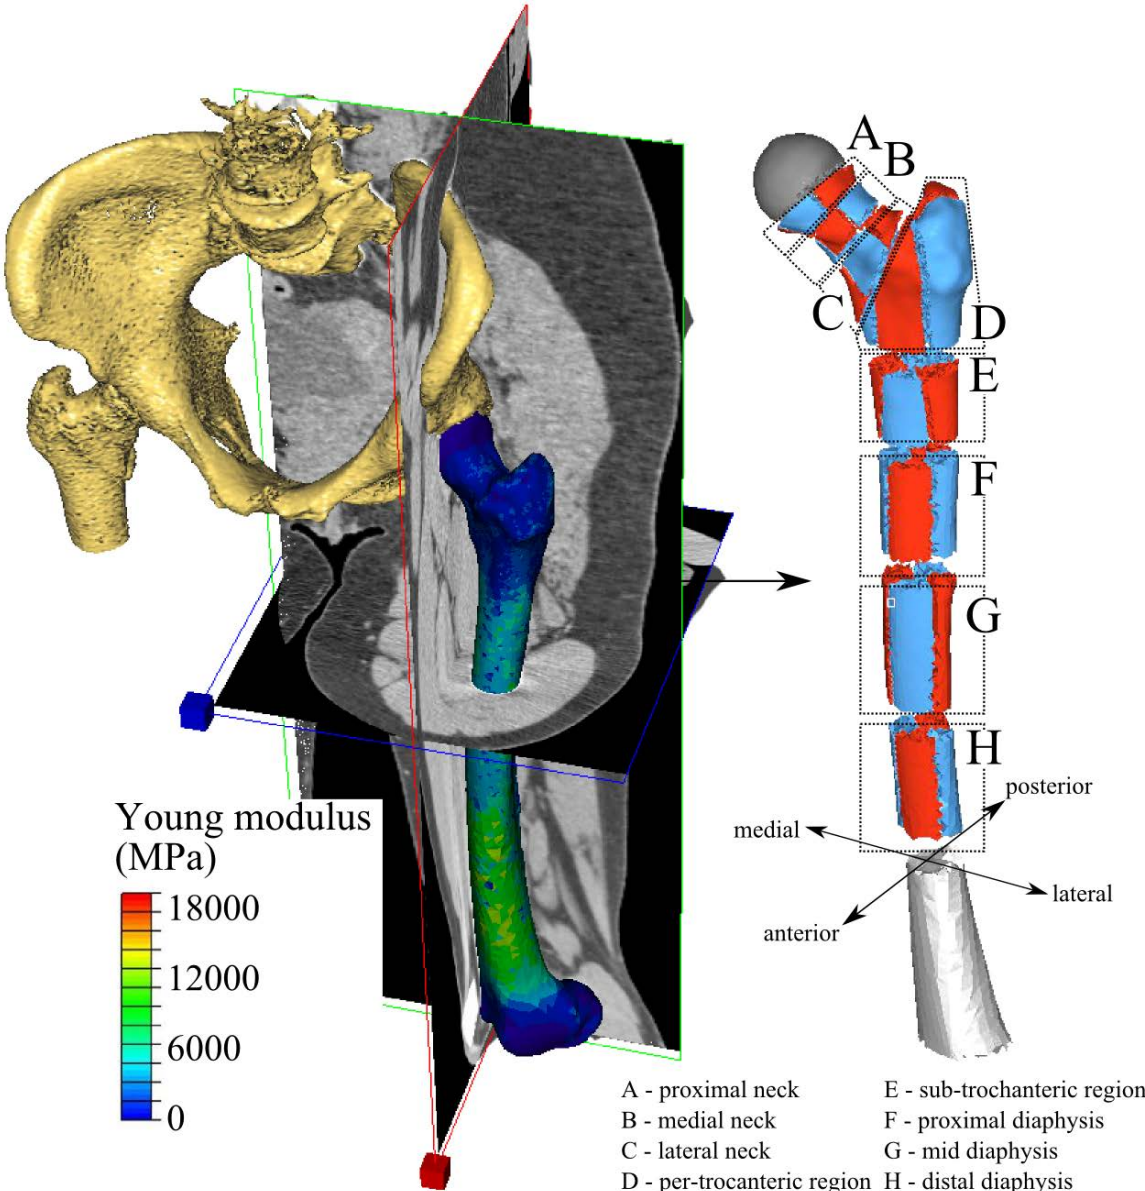 A
B
C
D
E
F
G
H
posterior
medial
lateral
anterior
Young modulus
(MPa)
18000
12000
6000
0
A - proximal neck
B - medial neck
C - lateral neck
D - per-trocanteric region
E - sub-trochanteric region
F - proximal diaphysis
G - mid diaphysis
H - distal diaphysis